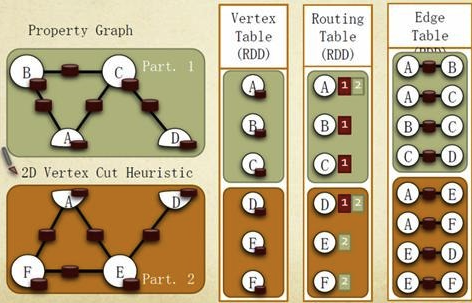 Property Graph
B
C
Part. 1
A
D
2D Vertex Cut Heuristic
A
D
F
E
Part. 2
Vertex
Table
(RDD)
A
B
C
D
E
F
Routing
Table
(RDD)
A 1 2
B 1
C 1
D 1 2
E 2
F 2
Edge
Table
A B
A C
B C
C D
A E
A F
E D
E F